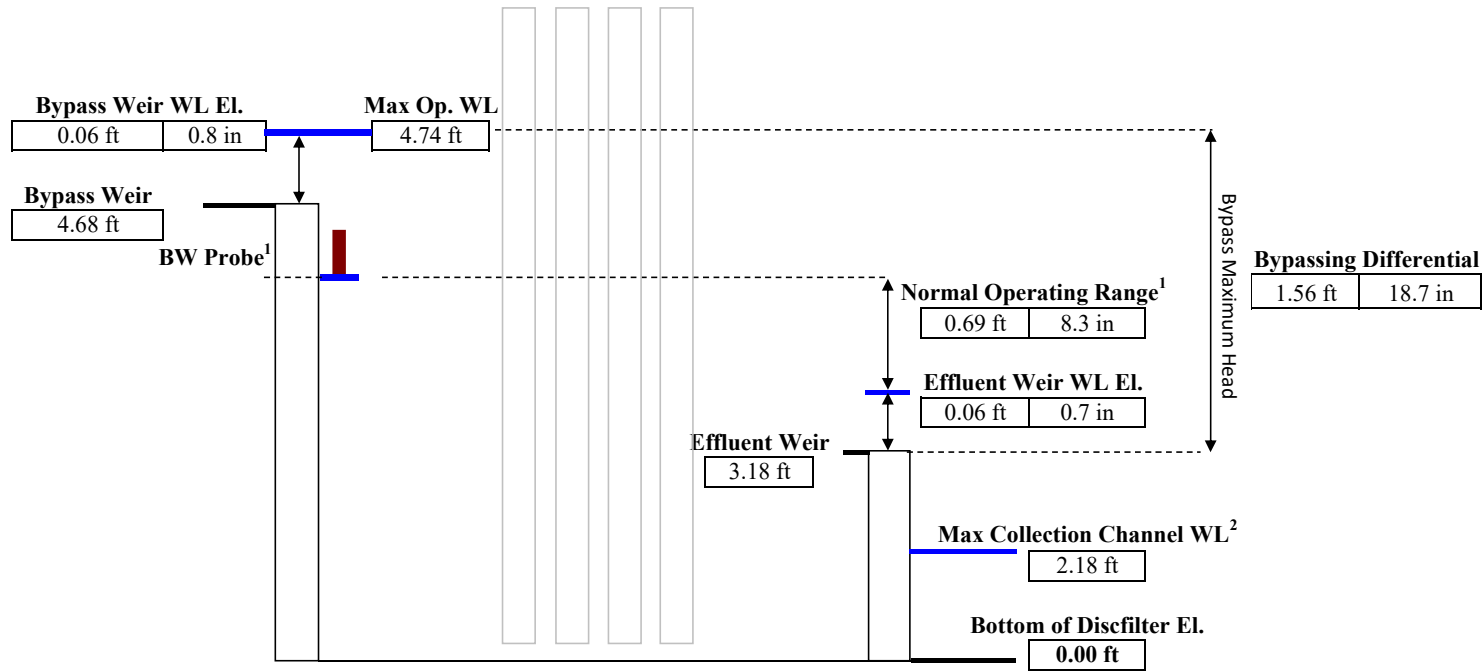 Bypass Weir WL El.
0.06 ft 0.8 in
Max Op. WL
4.74 ft
Bypass Weir
4.68 ft
BW Probe¹
Normal Operating Range¹
0.69 ft 8.3 in
Effluent Weir WL El.
0.06 ft 0.7 in
Effluent Weir
3.18 ft
Bypass Maximum Head
Bypassing Differential
1.56 ft 18.7 in
Max Collection Channel WL²
2.18 ft
Bottom of Discfilter El.
0.00 ft